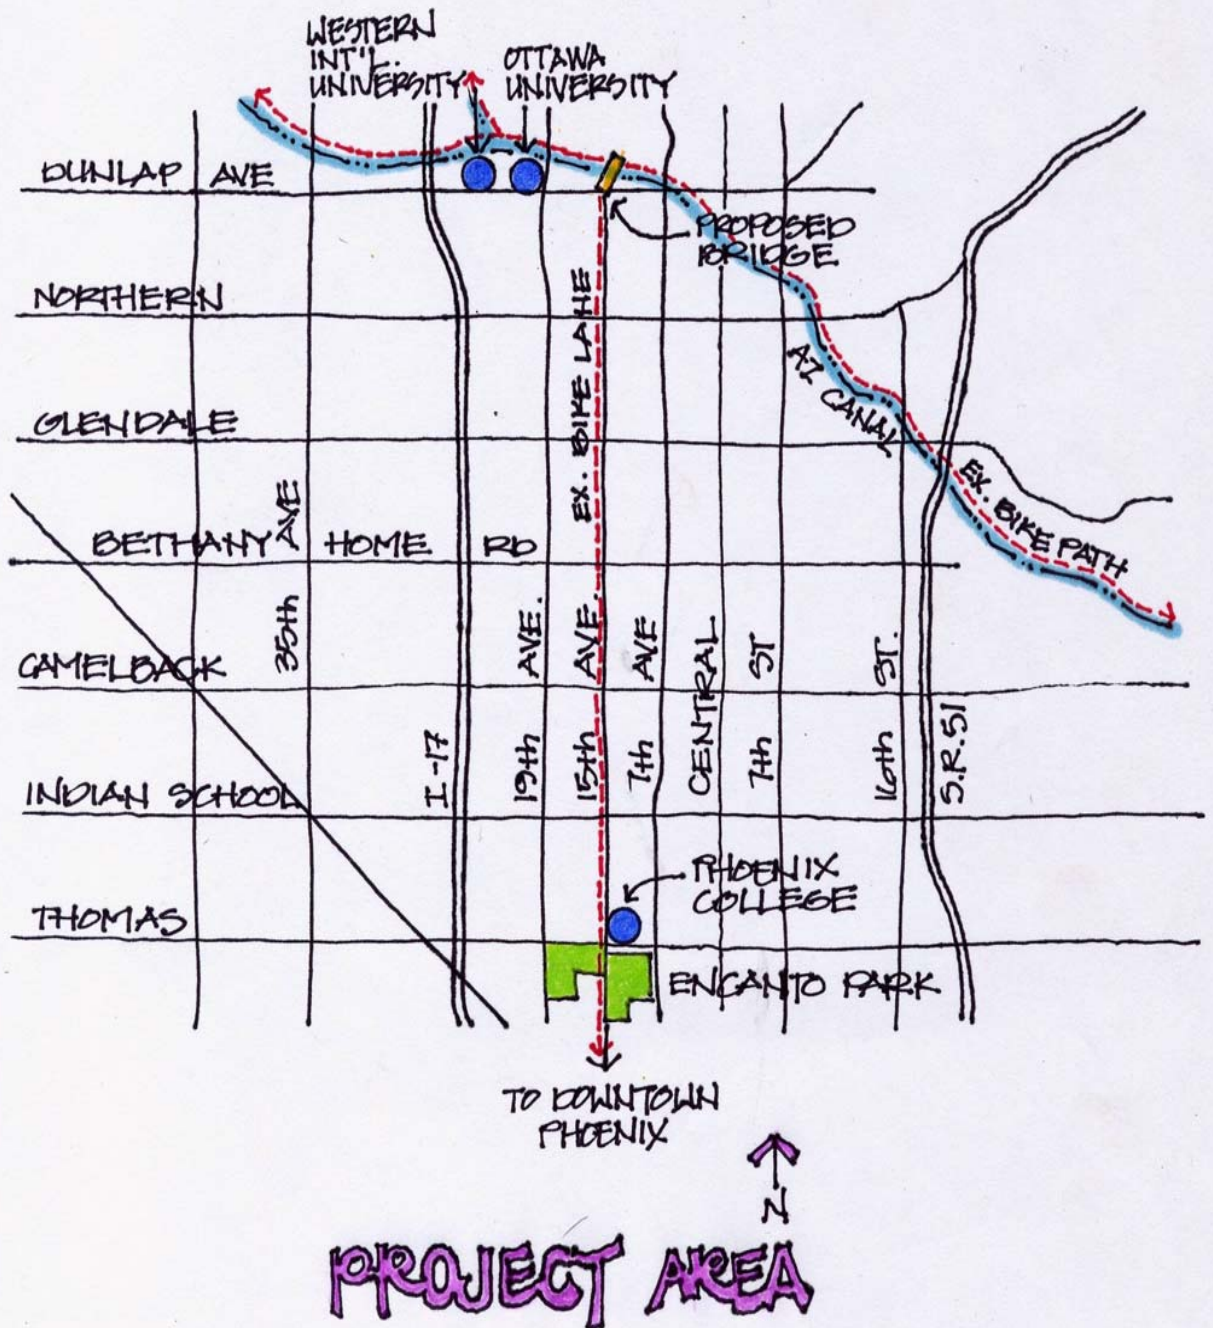 WESTERN
INT'L.
UNIVERSITY
OTTAWA
UNIVERSITY
DUNLAP AVE
PROPOSED
BRIDGE
NORTHERN
EX. BIKE LANE
AZ CANAL
GLENDALE
EX. BIKE PATH
BETHANY HOME RD
35th AVE
CAMELBACK
I-17
19th AVE.
15th AVE.
7th AVE
CENTRAL
7th ST
16th ST.
S.R.51
INDIAN SCHOOL
PHOENIX
COLLEGE
THOMAS
ENCANTO PARK
TO DOWNTOWN
PHOENIX
N
PROJECT AREA